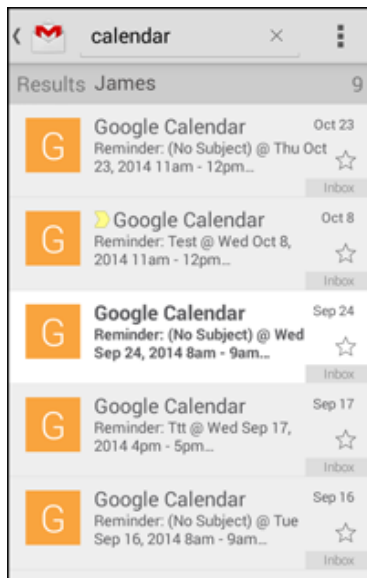 calendar
Results James 9
G Google Calendar Oct 23
Reminder: (No Subject) @ Thu Oct
23, 2014 11am - 12pm...
Inbox
G Google Calendar Oct 8
Reminder: Test @ Wed Oct 8,
2014 11am - 12pm...
Inbox
G Google Calendar Sep 24
Reminder: (No Subject) @ Wed
Sep 24, 2014 8am - 9am...
Inbox
G Google Calendar Sep 17
Reminder: Ttt @ Wed Sep 17,
2014 4pm - 5pm...
Inbox
G Google Calendar Sep 16
Reminder: (No Subject) @ Tue
Sep 16, 2014 8am - 9am...
Inbox